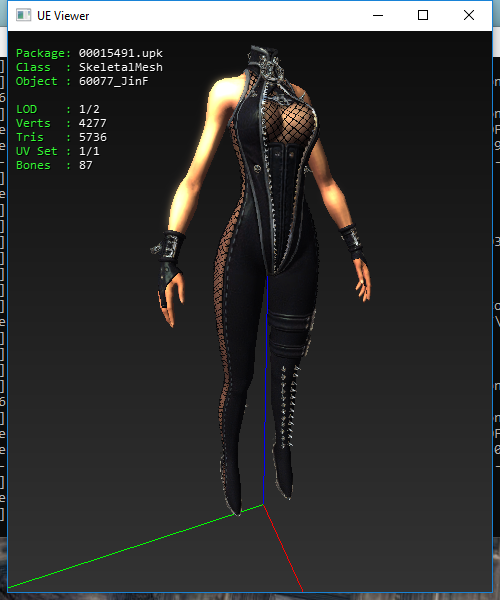 UE Viewer
Package: 00015491.upk
Class : SkeletalMesh
Object : 60077_JinF
LOD : 1/2
Verts : 4277
Tris : 5736
UV Set : 1/1
Bones : 87